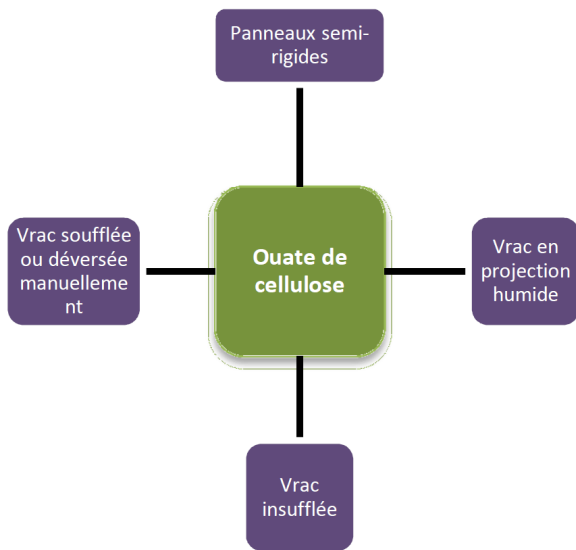 Panneaux semi-
rigides
Vrac soufflée
ou déversée
manuelleme
nt
Ouate de
cellulose
Vrac en
projection
humide
Vrac
insufflée